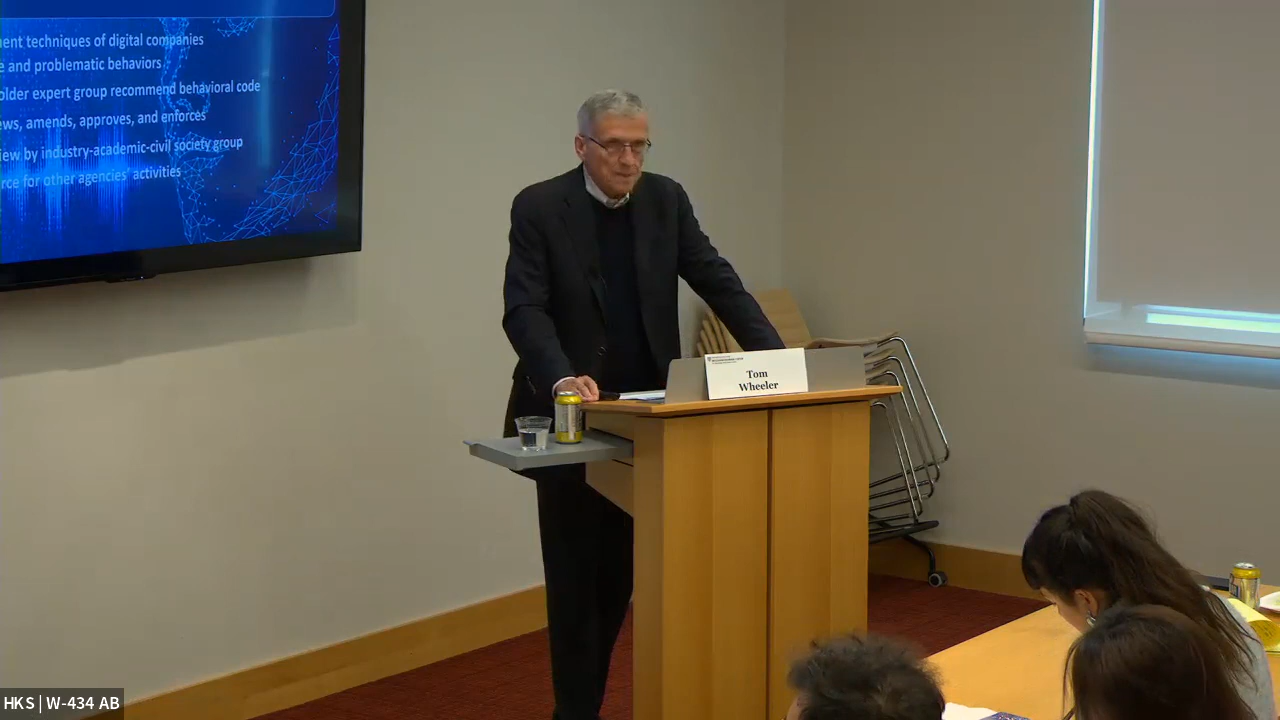 ent techniques of digital companies
e and problematic behaviors
older expert group recommend behavioral code
ews, amends, approves, and enforces
iew by industry-academic-civil society group
rce for other agencies' activities
Tom
Wheeler
HKS | W-434 AB